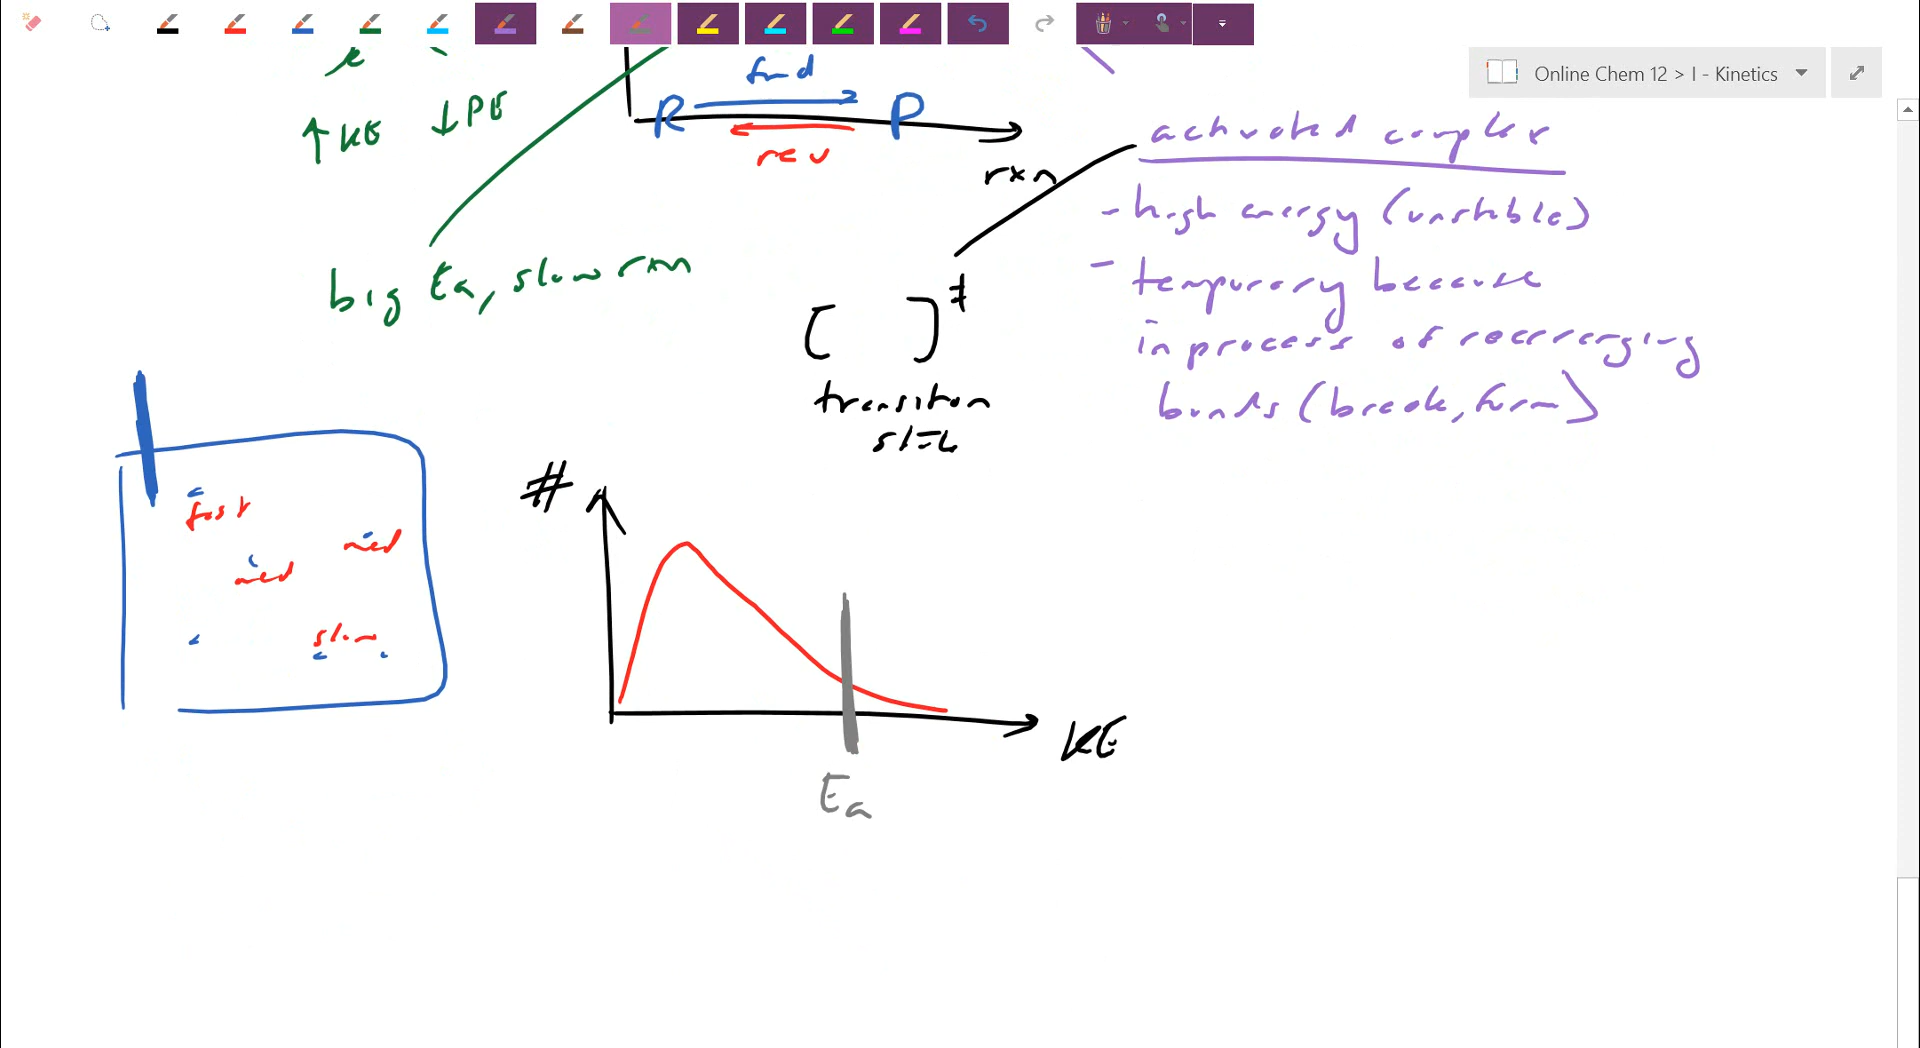 Online Chem 12 > I - Kinetics
fwd
↑ KE
↓ PE
R
P
rev
rxn
activated complex
- high energy (unstable)
- temporary because
in process of rearranging
bonds (break, form)
big Ea, slow rxn
[ ]‡
transition
state
#
fast
med
med
slow
KE
Ea